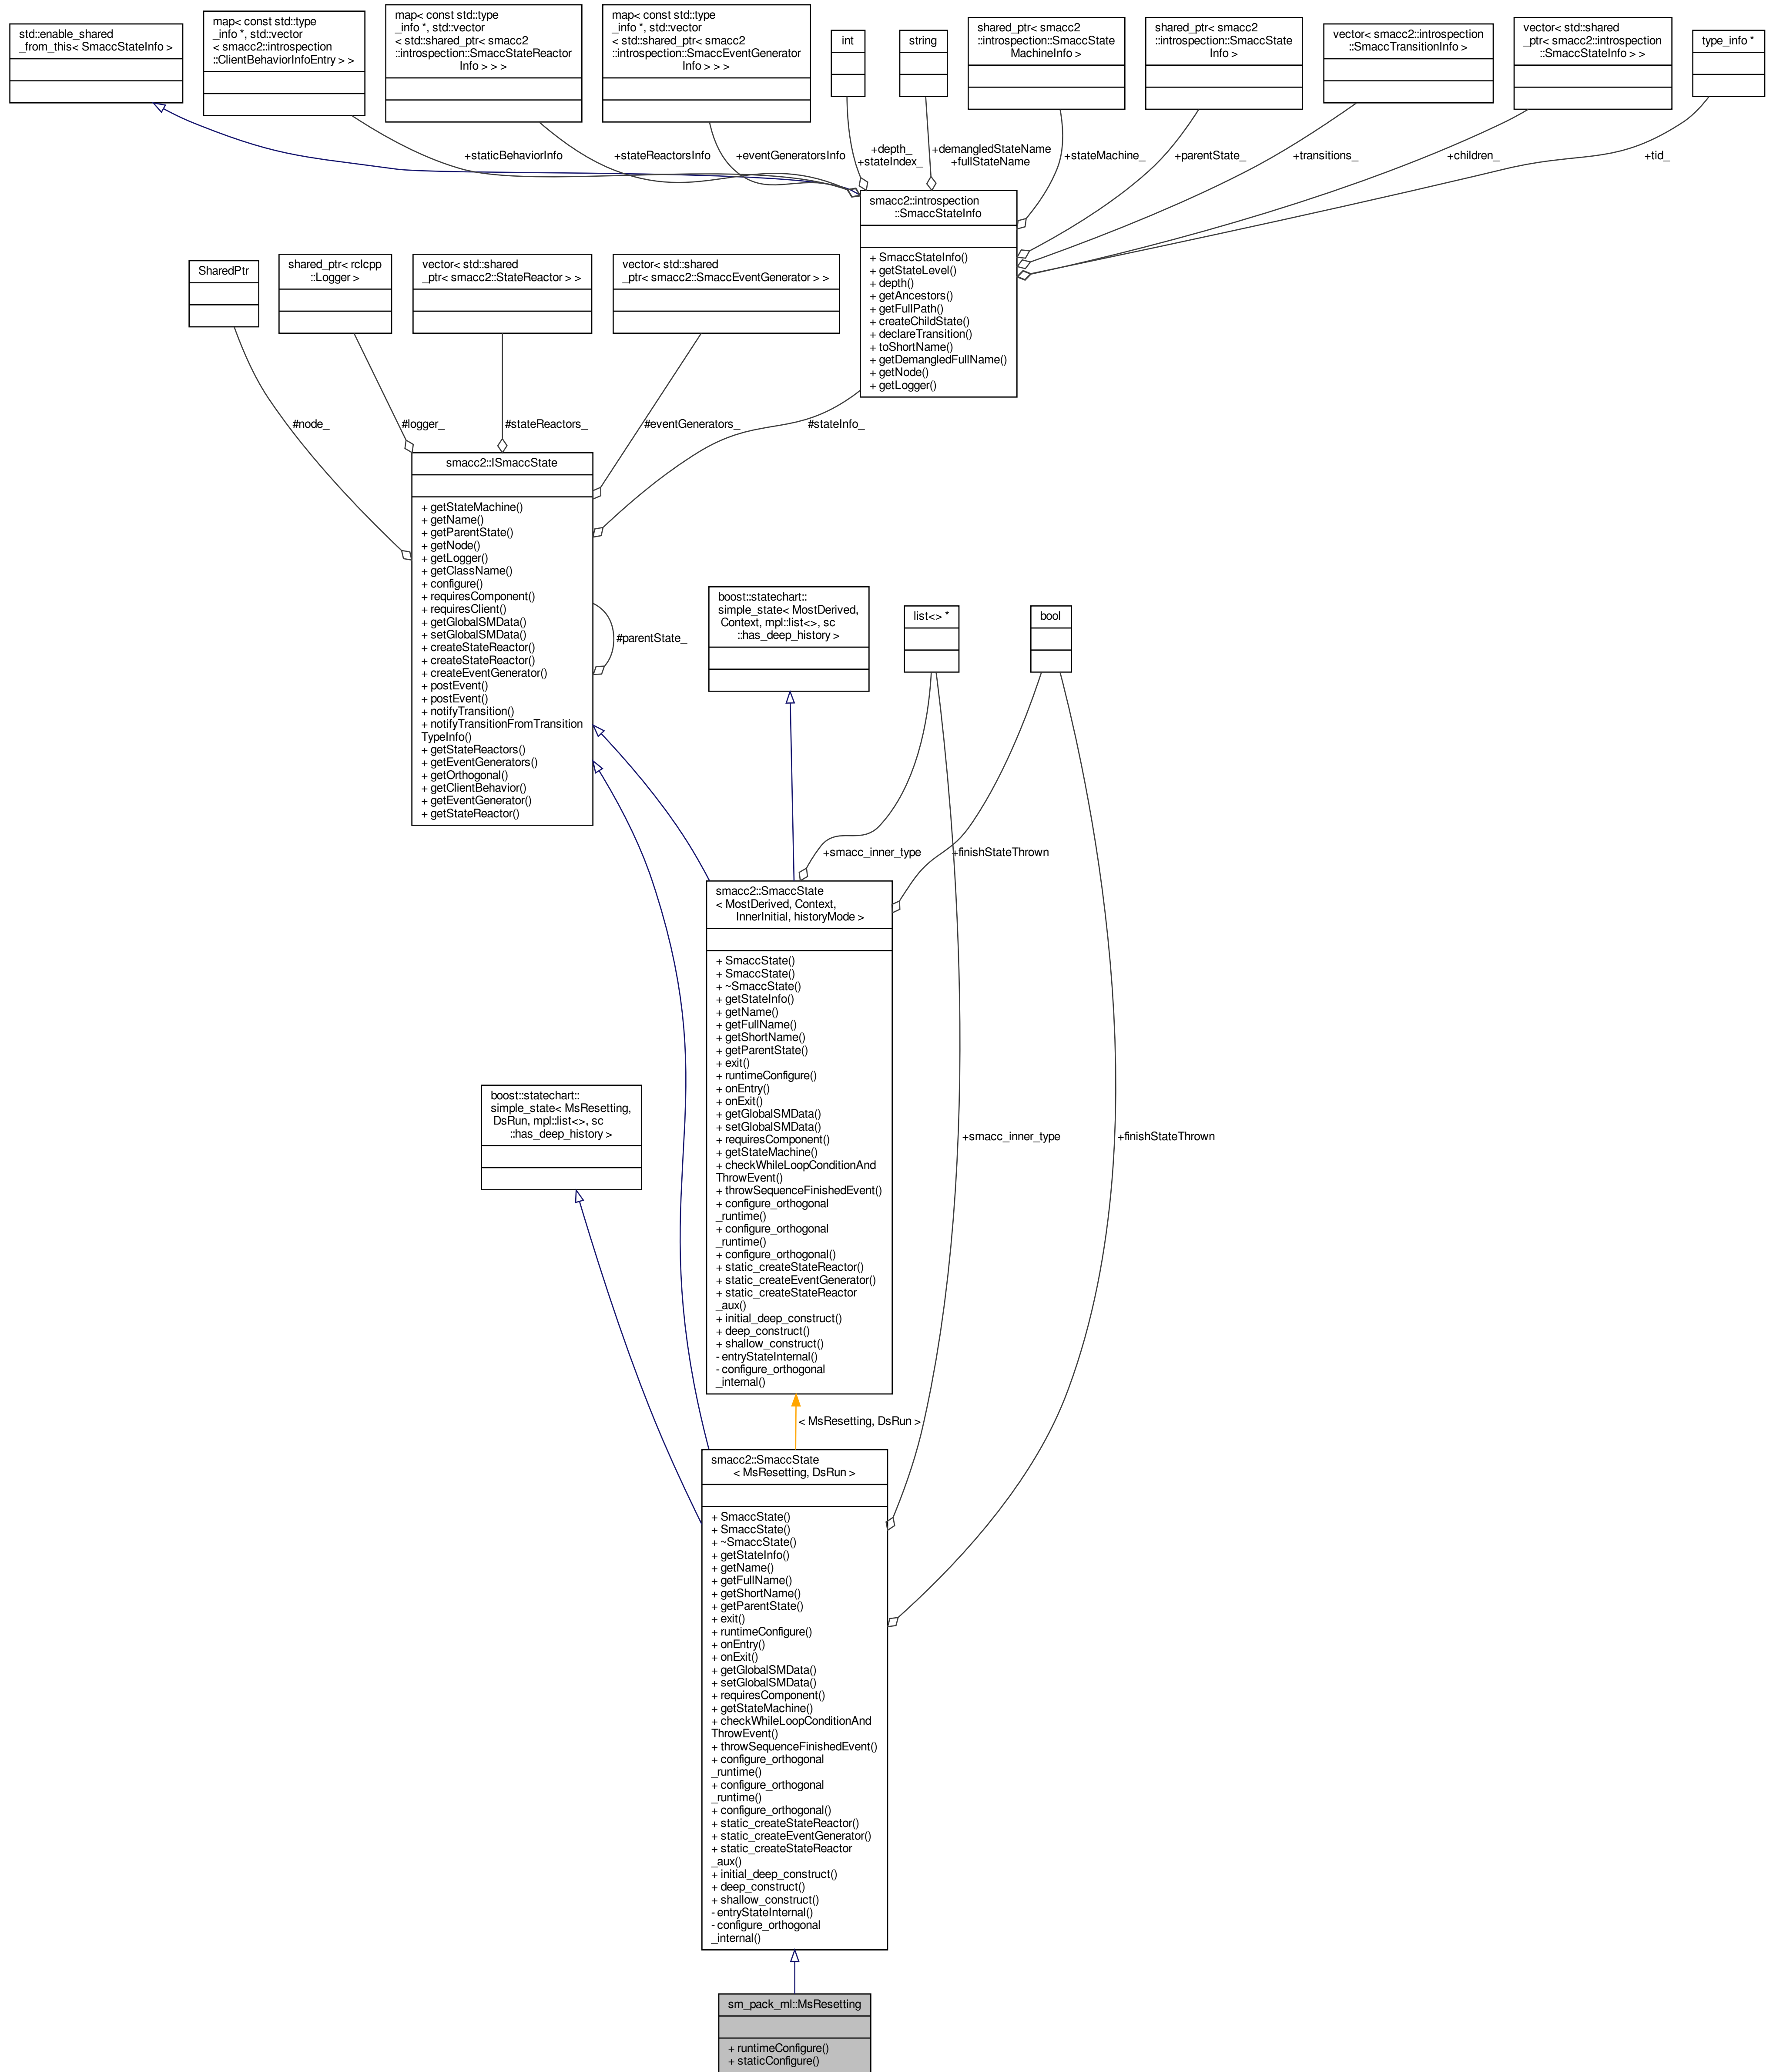 std::enable_shared
_from_this< SmaccStateInfo >
map< const std::type
_info *, std::vector
< smacc2::introspection
::ClientBehaviorInfoEntry > >
map< const std::type
_info *, std::vector
< std::shared_ptr< smacc2
::introspection::SmaccStateReactor
Info > > >
map< const std::type
_info *, std::vector
< std::shared_ptr< smacc2
::introspection::SmaccEventGenerator
Info > > >
int
string
shared_ptr< smacc2
::introspection::SmaccState
MachineInfo >
shared_ptr< smacc2
::introspection::SmaccState
Info >
vector< smacc2::introspection
::SmaccTransitionInfo >
vector< std::shared
_ptr< smacc2::introspection
::SmaccStateInfo > >
type_info *
+staticBehaviorInfo
+stateReactorsInfo
+eventGeneratorsInfo
+depth_
+stateIndex_
+demangledStateName
+fullStateName
+stateMachine_
+parentState_
+transitions_
+children_
+tid_
smacc2::introspection
::SmaccStateInfo
+ SmaccStateInfo()
+ getStateLevel()
+ depth()
+ getAncestors()
+ getFullPath()
+ createChildState()
+ declareTransition()
+ toShortName()
+ getDemangledFullName()
+ getNode()
+ getLogger()
SharedPtr
shared_ptr< rclcpp
::Logger >
vector< std::shared
_ptr< smacc2::StateReactor > >
vector< std::shared
_ptr< smacc2::SmaccEventGenerator > >
#node_
#logger_
#stateReactors_
#eventGenerators_
#stateInfo_
smacc2::ISmaccState
+ getStateMachine()
+ getName()
+ getParentState()
+ getNode()
+ getLogger()
+ getClassName()
+ configure()
+ requiresComponent()
+ requiresClient()
+ getGlobalSMData()
+ setGlobalSMData()
+ createStateReactor()
+ createStateReactor()
+ createEventGenerator()
+ postEvent()
+ postEvent()
+ notifyTransition()
+ notifyTransitionFromTransition
TypeInfo()
+ getStateReactors()
+ getEventGenerators()
+ getOrthogonal()
+ getClientBehavior()
+ getEventGenerator()
+ getStateReactor()
#parentState_
boost::statechart::
simple_state< MostDerived,
Context, mpl::list<>, sc
::has_deep_history >
list<> *
bool
+smacc_inner_type
+finishStateThrown
smacc2::SmaccState
< MostDerived, Context,
InnerInitial, historyMode >
+ SmaccState()
+ SmaccState()
+ ~SmaccState()
+ getStateInfo()
+ getName()
+ getFullName()
+ getShortName()
+ getParentState()
+ exit()
+ runtimeConfigure()
+ onEntry()
+ onExit()
+ getGlobalSMData()
+ setGlobalSMData()
+ requiresComponent()
+ getStateMachine()
+ checkWhileLoopConditionAnd
ThrowEvent()
+ throwSequenceFinishedEvent()
+ configure_orthogonal
_runtime()
+ configure_orthogonal
_runtime()
+ configure_orthogonal()
+ static_createStateReactor()
+ static_createEventGenerator()
+ static_createStateReactor
_aux()
+ initial_deep_construct()
+ deep_construct()
+ shallow_construct()
- entryStateInternal()
- configure_orthogonal
_internal()
boost::statechart::
simple_state< MsResetting,
DsRun, mpl::list<>, sc
::has_deep_history >
+smacc_inner_type
+finishStateThrown
< MsResetting, DsRun >
smacc2::SmaccState
< MsResetting, DsRun >
+ SmaccState()
+ SmaccState()
+ ~SmaccState()
+ getStateInfo()
+ getName()
+ getFullName()
+ getShortName()
+ getParentState()
+ exit()
+ runtimeConfigure()
+ onEntry()
+ onExit()
+ getGlobalSMData()
+ setGlobalSMData()
+ requiresComponent()
+ getStateMachine()
+ checkWhileLoopConditionAnd
ThrowEvent()
+ throwSequenceFinishedEvent()
+ configure_orthogonal
_runtime()
+ configure_orthogonal
_runtime()
+ configure_orthogonal()
+ static_createStateReactor()
+ static_createEventGenerator()
+ static_createStateReactor
_aux()
+ initial_deep_construct()
+ deep_construct()
+ shallow_construct()
- entryStateInternal()
- configure_orthogonal
_internal()
sm_pack_ml::MsResetting
+ runtimeConfigure()
+ staticConfigure()